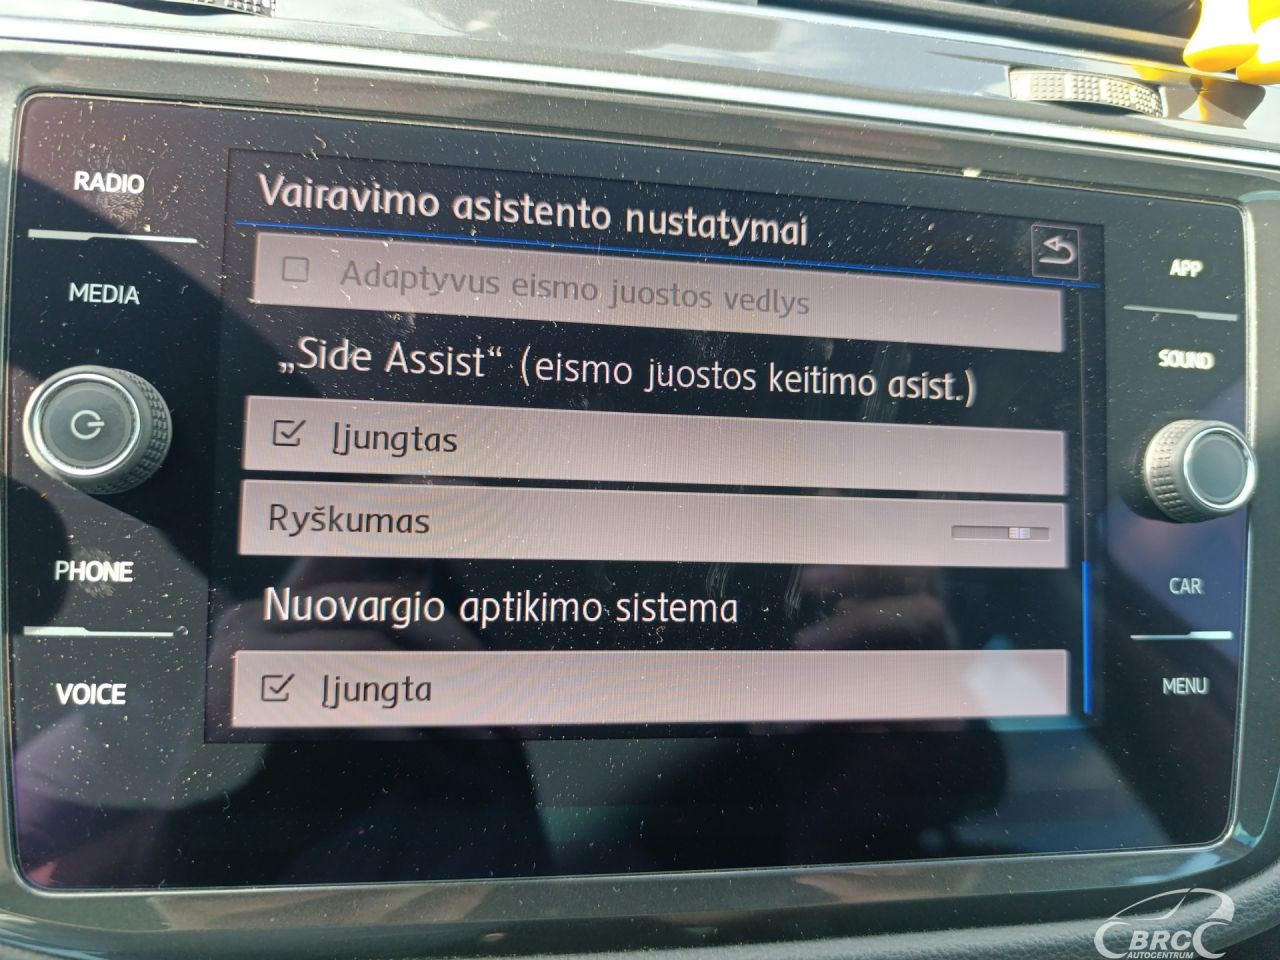 RADIO
MEDIA
PHONE
VOICE
Vairavimo asistento nustatymai
Adaptyvus eismo juostos vedlys
„Side Assist“ (eismo juostos keitimo asist.)
Įjungtas
Ryškumas
Nuovargio aptikimo sistema
Įjungta
APP
SOUND
CAR
MENU
BRC
AUTOCENTRUM